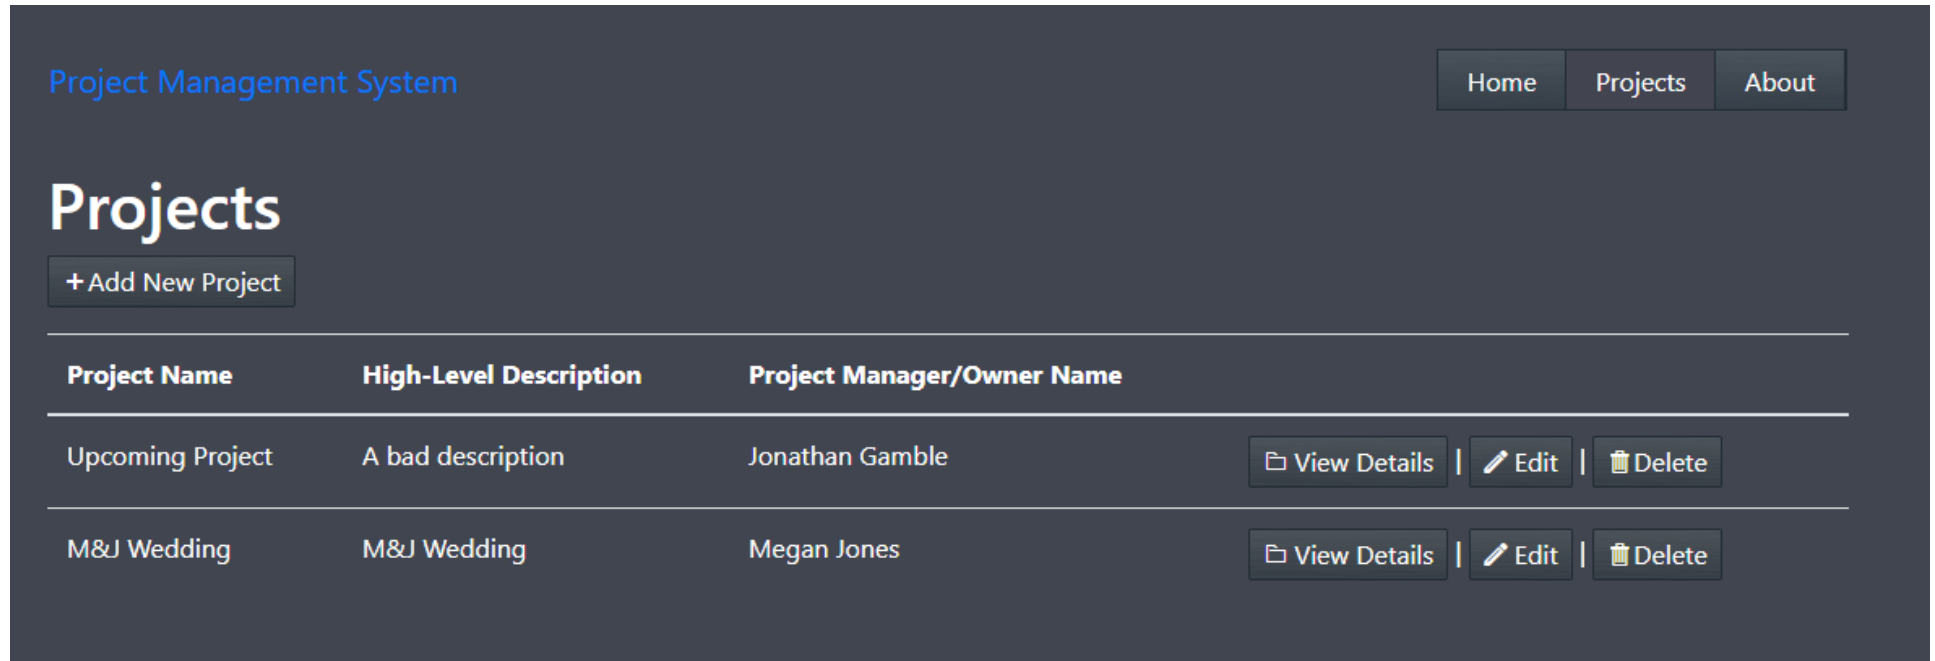 Project Management System Home Projects About
Projects
+Add New Project
Project Name High-Level Description Project Manager/Owner Name
Upcoming Project A bad description Jonathan Gamble View Details | Edit | Delete
M&J Wedding M&J Wedding Megan Jones View Details | Edit | Delete